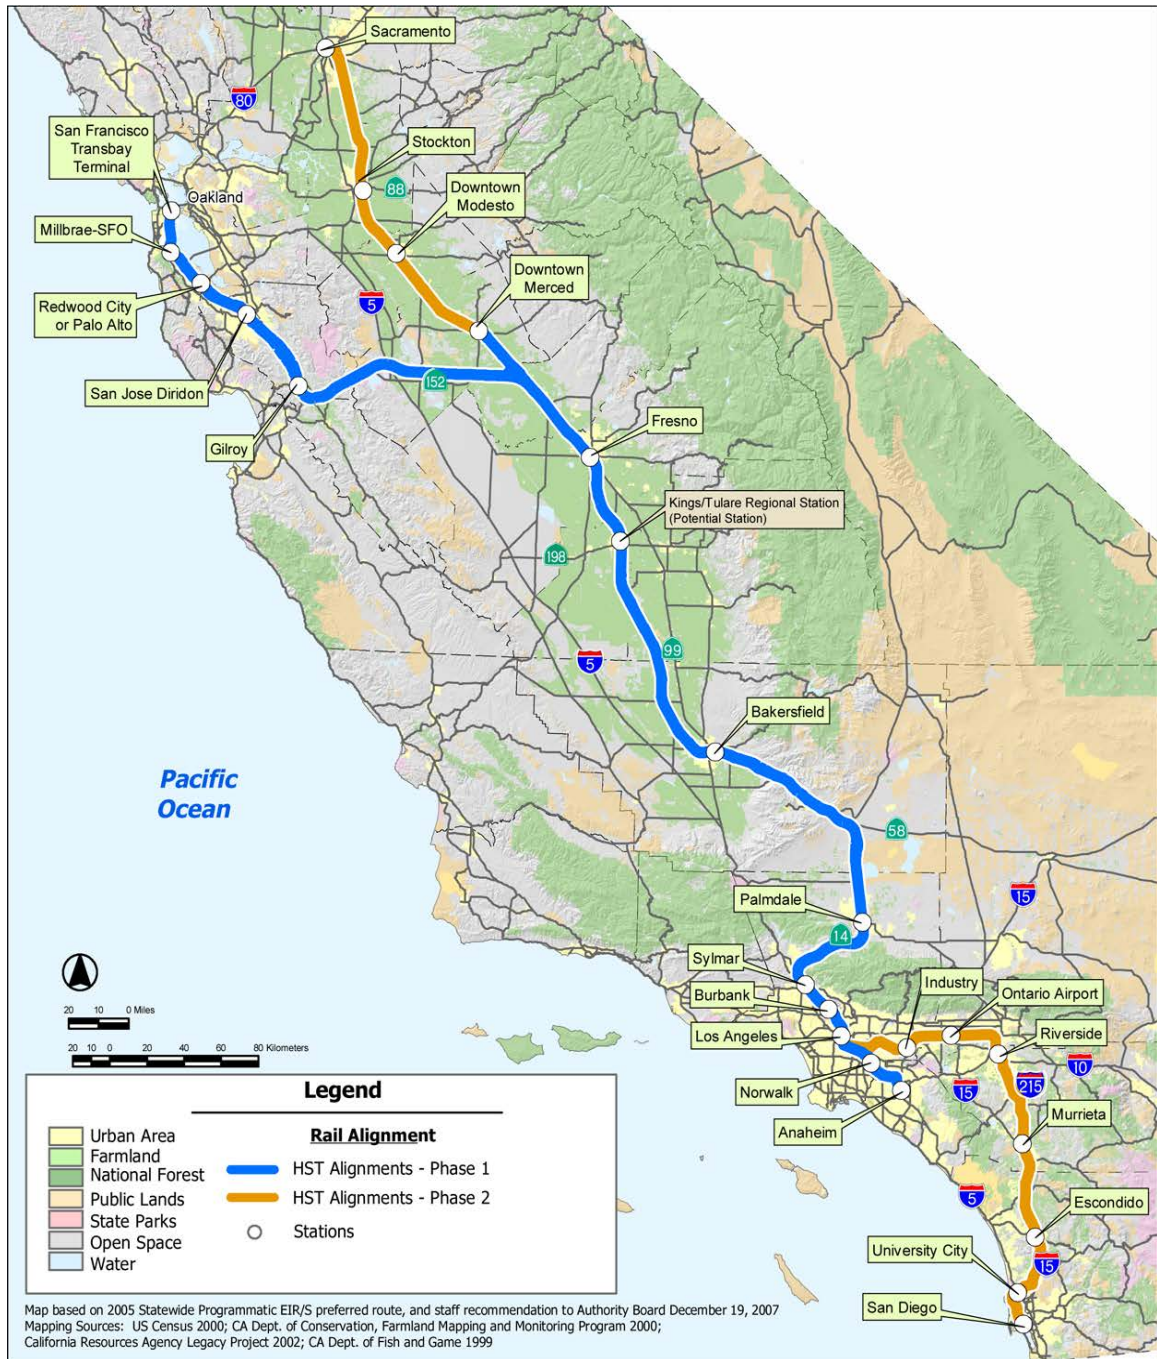 Sacramento
80
San Francisco
Transbay
Terminal
Stockton
88
Oakland
Downtown
Modesto
Millbrae-SFO
Downtown
Merced
5
Redwood City
or Palo Alto
152
San Jose Diridon
Fresno
Gilroy
Kings/Tulare Regional Station
(Potential Station)
198
99
5
Bakersfield
Pacific
Ocean
58
15
Palmdale
14
Sylmar
Industry
Burbank
Ontario Airport
Los Angeles
Riverside
10
Norwalk
15
215
Murrieta
Anaheim
5
Escondido
University City
15
San Diego
20 10 0 Miles
20 10 0 20 40 60 80 Kilometers
Legend
Urban Area
Farmland
National Forest
Public Lands
State Parks
Open Space
Water
Rail Alignment
HST Alignments - Phase 1
HST Alignments - Phase 2
Stations
Map based on 2005 Statewide Programmatic EIR/S preferred route, and staff recommendation to Authority Board December 19, 2007
Mapping Sources: US Census 2000; CA Dept. of Conservation, Farmland Mapping and Monitoring Program 2000;
California Resources Agency Legacy Project 2002; CA Dept. of Fish and Game 1999